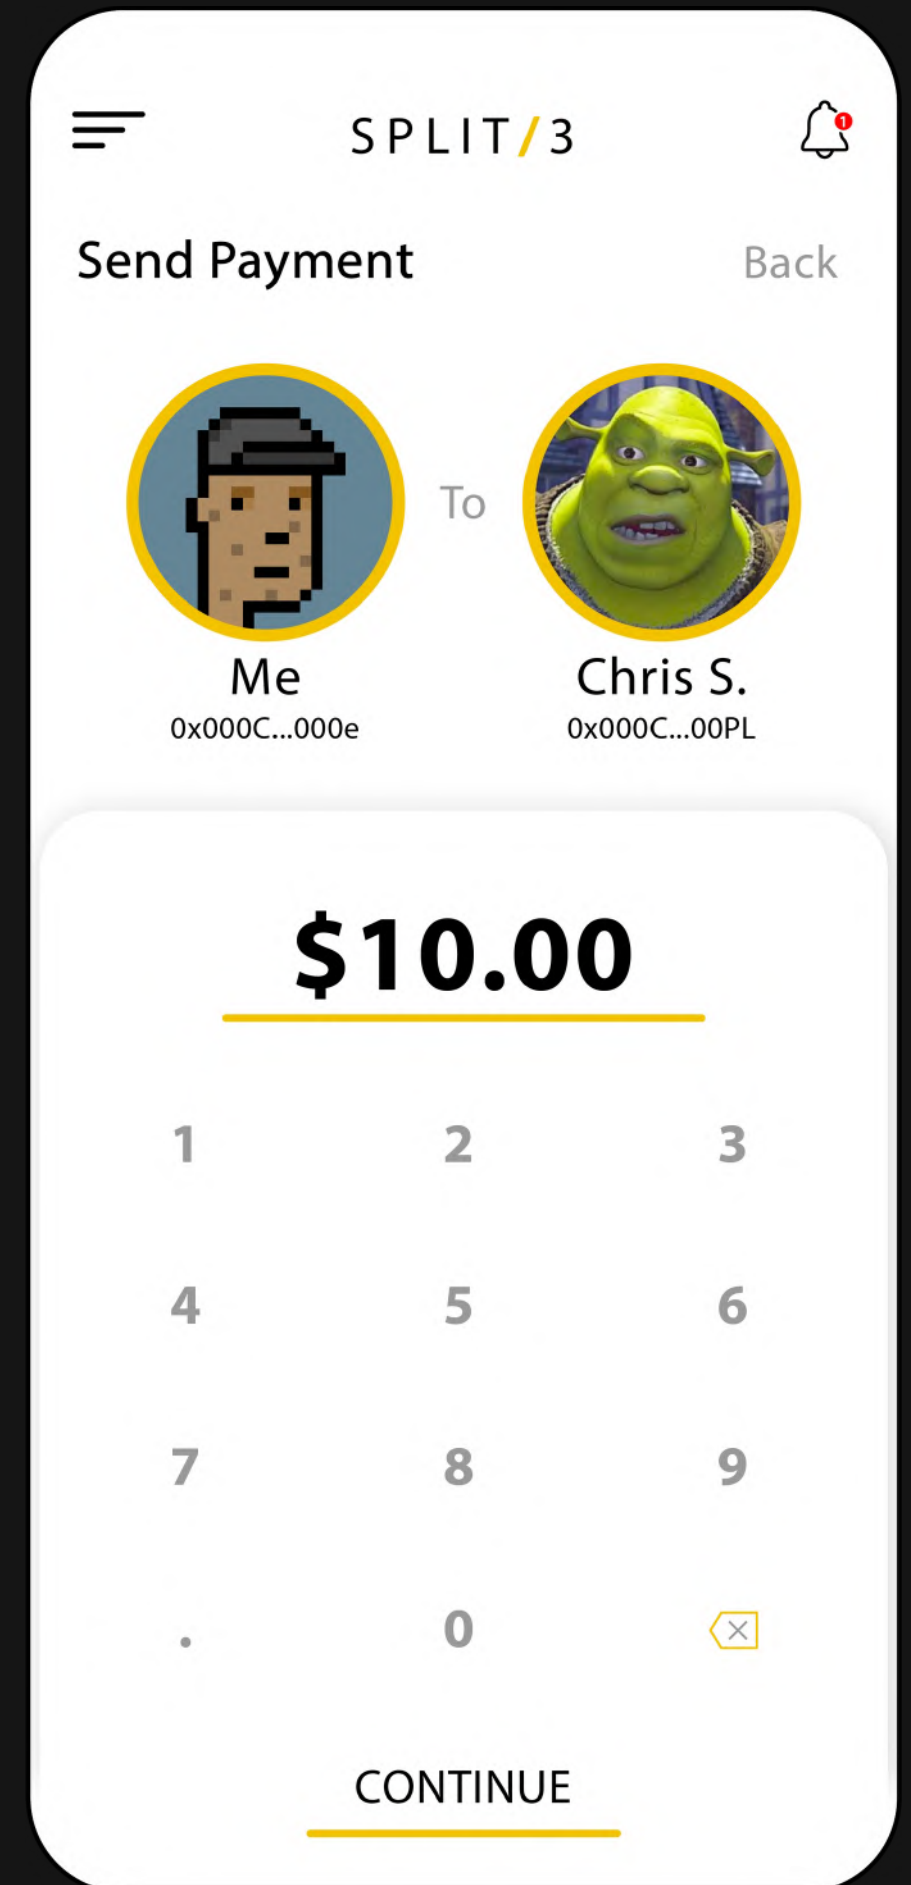 SPLIT/3
1
Send Payment
Back
To
Me
Chris S.
0x000C...000e
0x000C...00PL
$10.00
1 2 3
4 5 6
7 8 9
. 0
CONTINUE